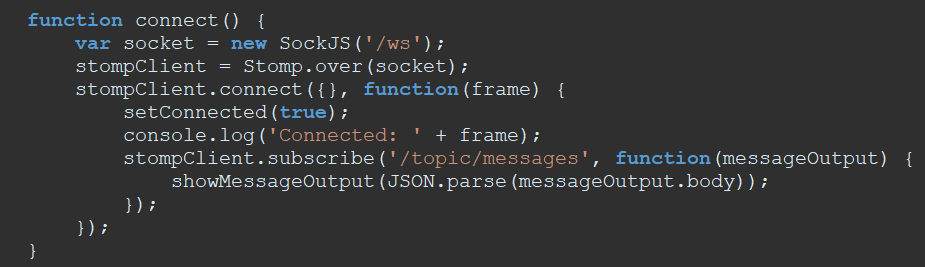 function connect() {
    var socket = new SockJS('/ws');
    stompClient = Stomp.over(socket);
    stompClient.connect({}, function(frame) {
        setConnected(true);
        console.log('Connected: ' + frame);
        stompClient.subscribe('/topic/messages', function(messageOutput) {
            showMessageOutput(JSON.parse(messageOutput.body));
        });
    });
}